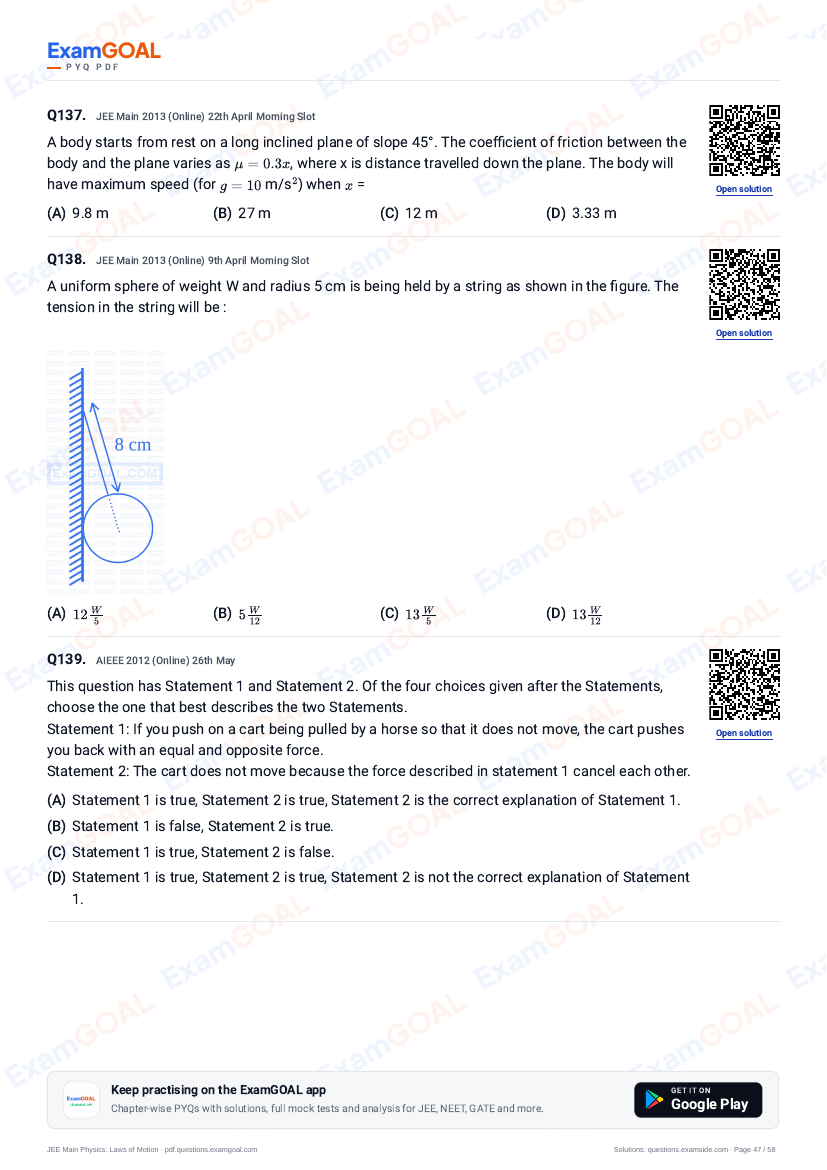 ExamGOAL
PYQ PDF
Q137. JEE Main 2013 (Online) 22th April Morning Slot
A body starts from rest on a long inclined plane of slope 45°. The coefficient of friction between the
body and the plane varies as μ = 0.3x, where x is distance travelled down the plane. The body will
have maximum speed (for g = 10 m/s²) when x =
Open solution
(A) 9.8 m (B) 27 m (C) 12 m (D) 3.33 m
Q138. JEE Main 2013 (Online) 9th April Morning Slot
A uniform sphere of weight W and radius 5 cm is being held by a string as shown in the figure. The
tension in the string will be :
Open solution
8 cm
(A) 12 W/5 (B) 5 W/12 (C) 13 W/5 (D) 13 W/12
Q139. AIEEE 2012 (Online) 26th May
This question has Statement 1 and Statement 2. Of the four choices given after the Statements,
choose the one that best describes the two Statements.
Statement 1: If you push on a cart being pulled by a horse so that it does not move, the cart pushes
you back with an equal and opposite force.
Statement 2: The cart does not move because the force described in statement 1 cancel each other.
Open solution
(A) Statement 1 is true, Statement 2 is true, Statement 2 is the correct explanation of Statement 1.
(B) Statement 1 is false, Statement 2 is true.
(C) Statement 1 is true, Statement 2 is false.
(D) Statement 1 is true, Statement 2 is true, Statement 2 is not the correct explanation of Statement
1.
ExamGOAL
Keep practising on the ExamGOAL app
Chapter-wise PYQs with solutions, full mock tests and analysis for JEE, NEET, GATE and more.
GET IT ON
Google Play
JEE Main Physics: Laws of Motion · pdf.questions.examgoal.com
Solutions: questions.examside.com · Page 47 / 58